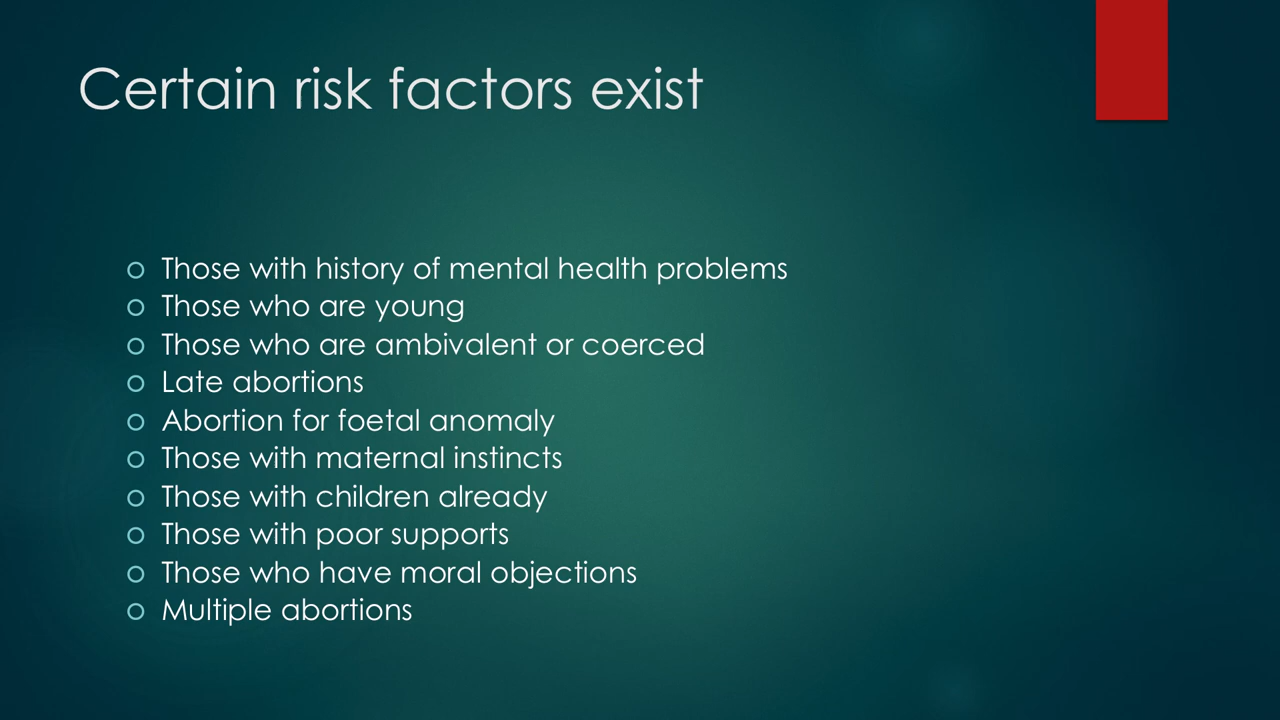 Certain risk factors exist
Those with history of mental health problems
Those who are young
Those who are ambivalent or coerced
Late abortions
Abortion for foetal anomaly
Those with maternal instincts
Those with children already
Those with poor supports
Those who have moral objections
Multiple abortions